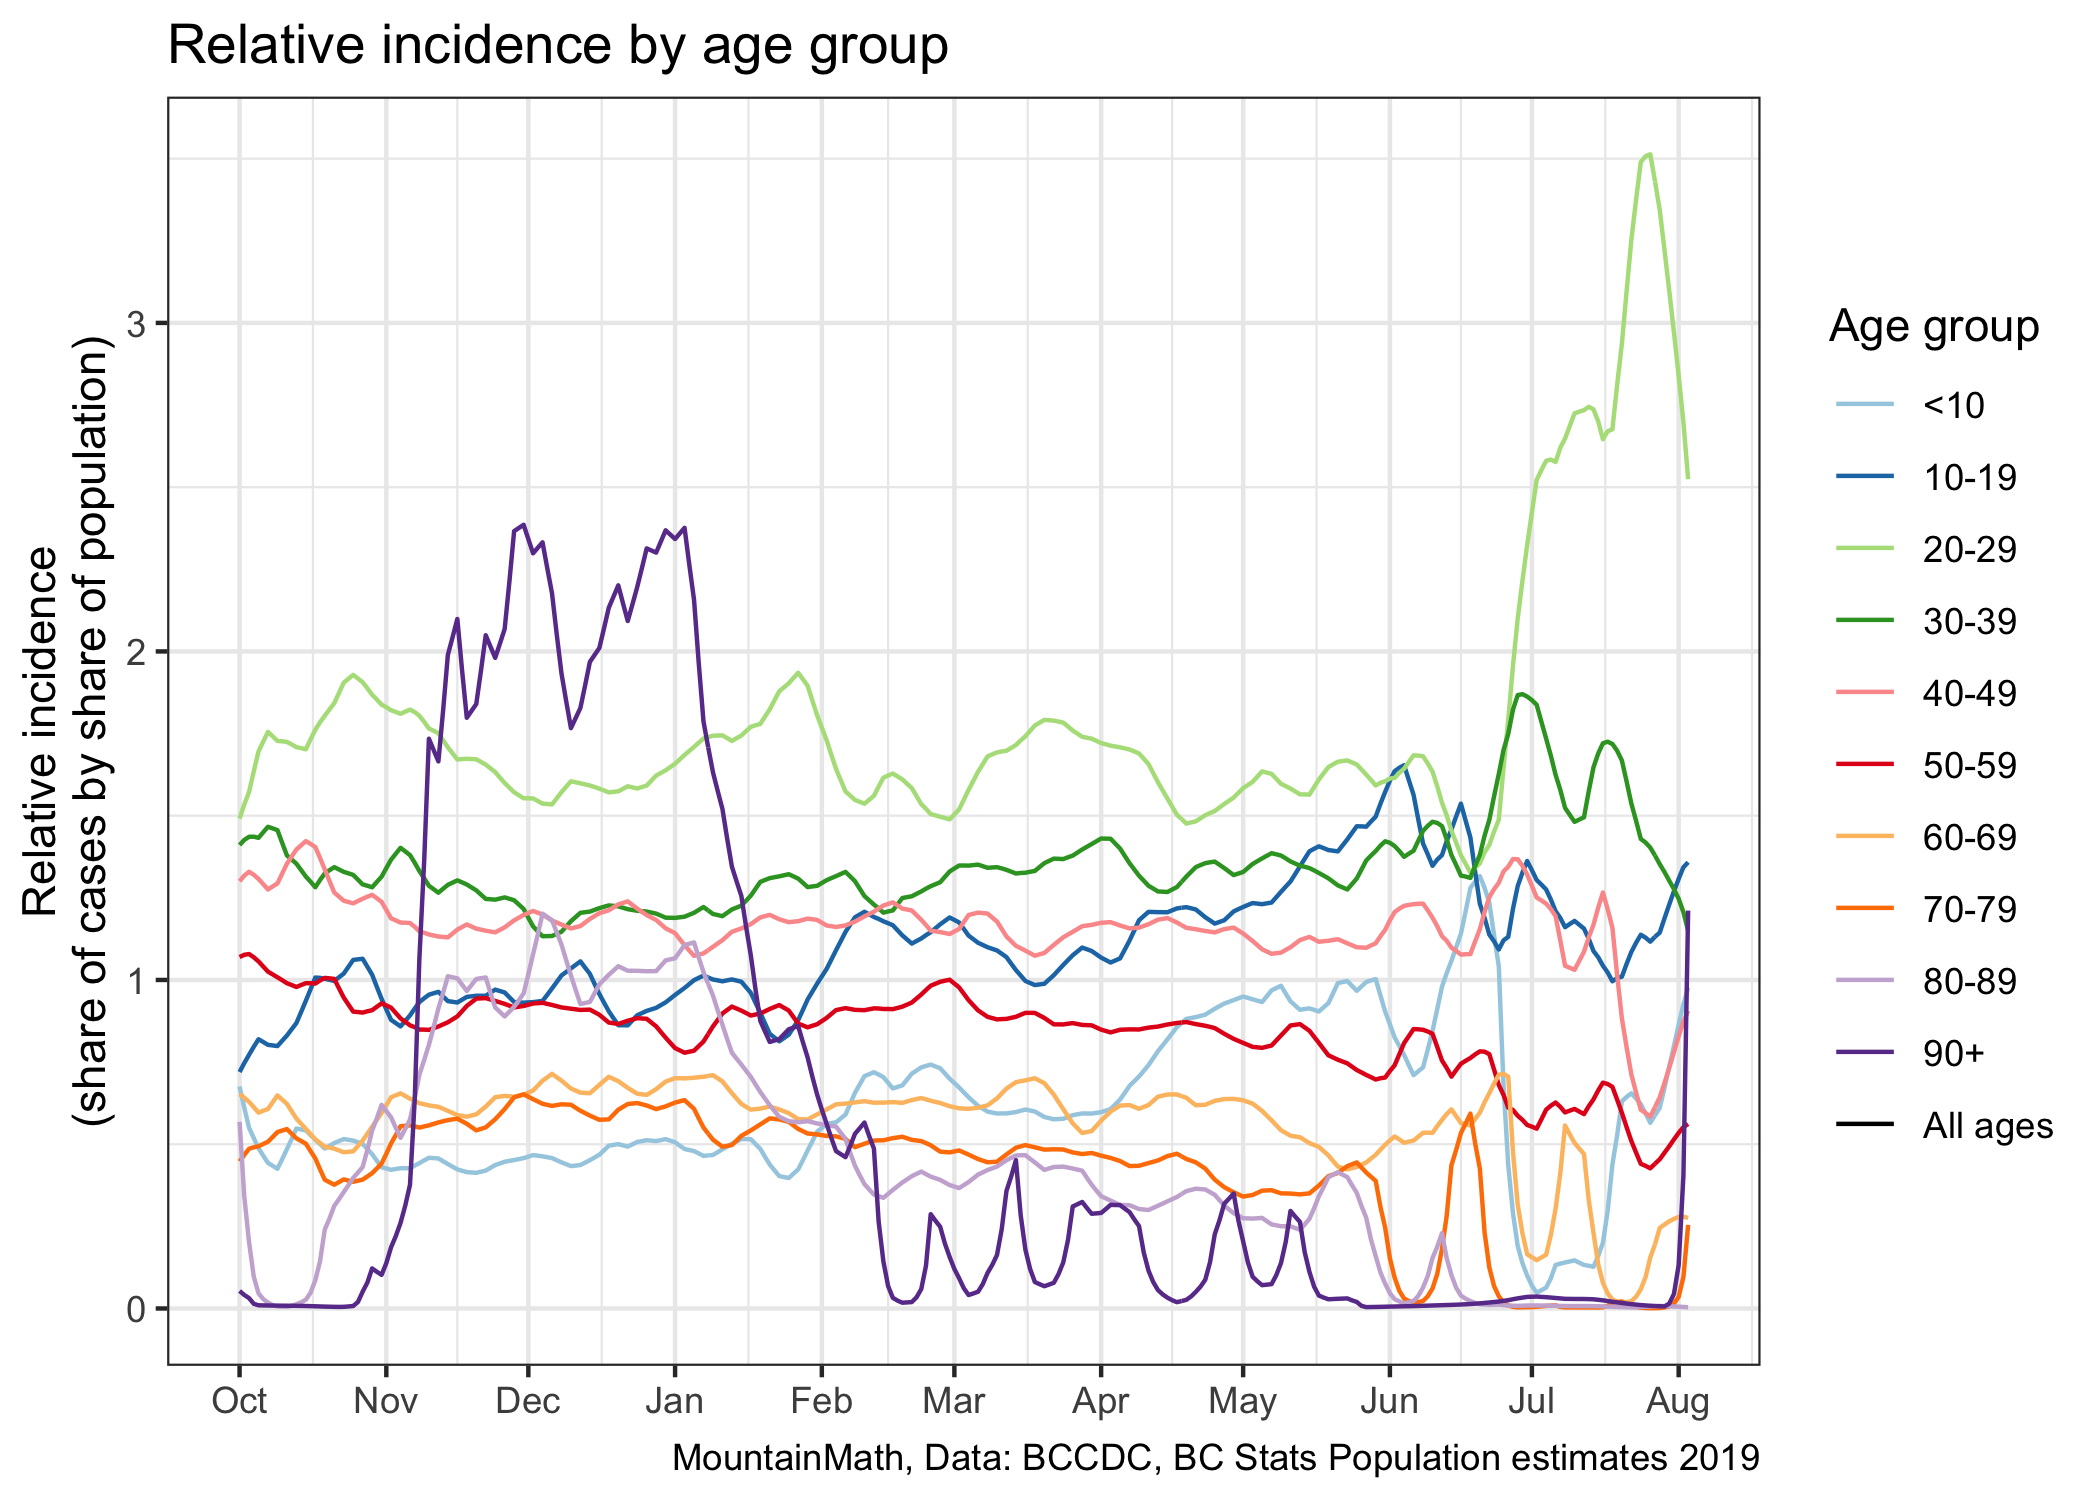 Relative incidence by age group
Relative incidence
(share of cases by share of population)
3
2
1
0
Oct Nov Dec Jan Feb Mar Apr May Jun Jul Aug
Age group
<10
10-19
20-29
30-39
40-49
50-59
60-69
70-79
80-89
90+
All ages
MountainMath, Data: BCCDC, BC Stats Population estimates 2019